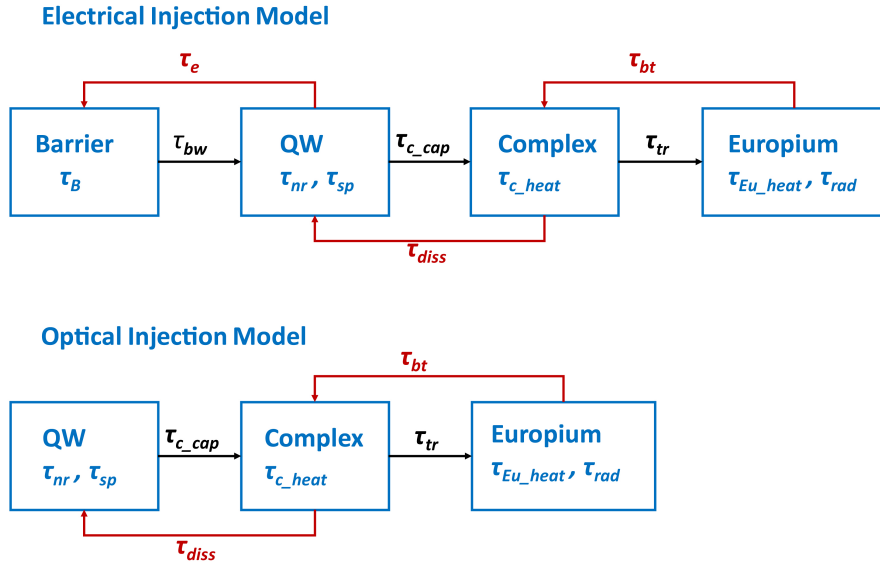 Electrical Injection Model
τe
τbt
Barrier
τB
τbw
QW
τnr , τsp
τc_cap
Complex
τc_heat
τtr
Europium
τEu_heat , τrad
τdiss
Optical Injection Model
τbt
QW
τnr , τsp
τc_cap
Complex
τc_heat
τtr
Europium
τEu_heat , τrad
τdiss